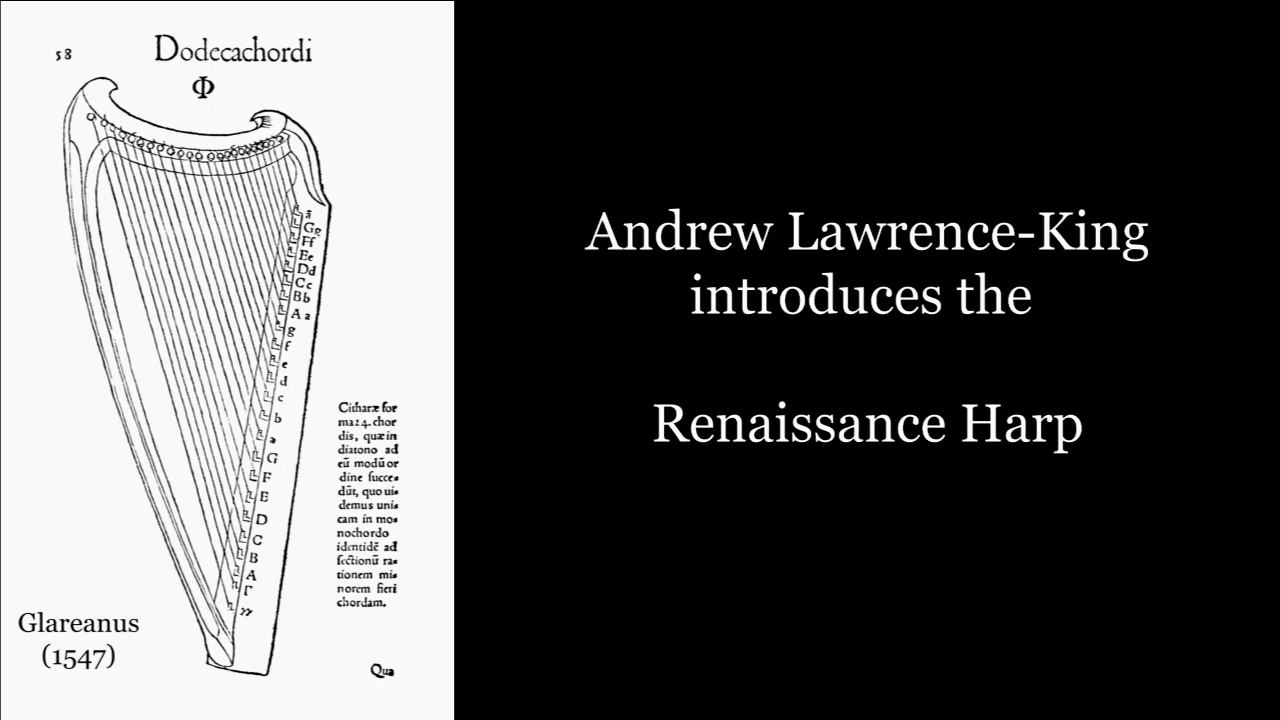 58
Dodecachordi
Φ
ã
Gg
Ff
Ee
Dd
Cc
Bb
A a
g
f
e
d
c
b
a
G
F
E
D
C
B
A
Γ
Citharæ for
ma 24. chor
dis, quæ in
diatono ad
eũ modũ or
dine succe-
dũt, quo ui-
demus uni-
cam in mo-
nochordo
identidẽ ad
sectionũ ra-
tionem mi-
norem fieri
chordam.
Qua
Glareanus
(1547)
Andrew Lawrence-King
introduces the
Renaissance Harp